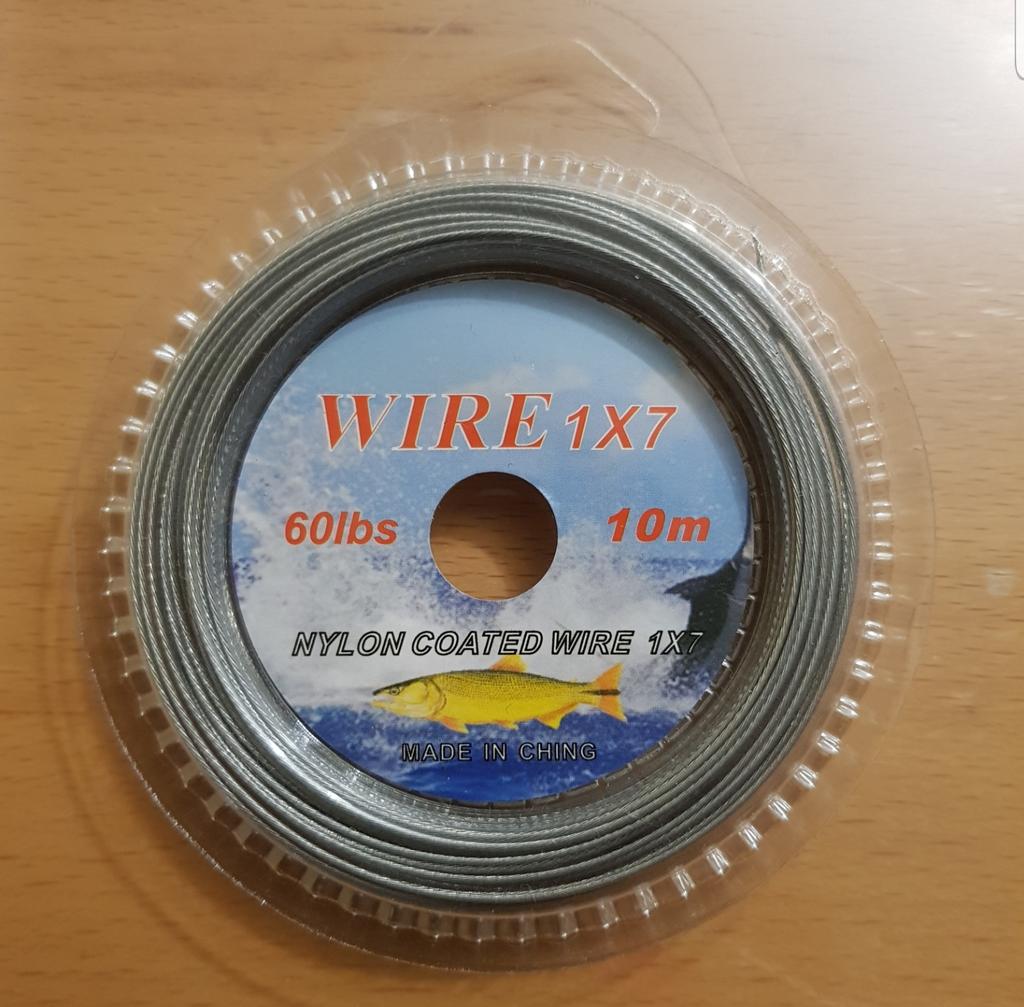 WIRE 1X7
60lbs 10m
NYLON COATED WIRE 1X7
MADE IN CHING